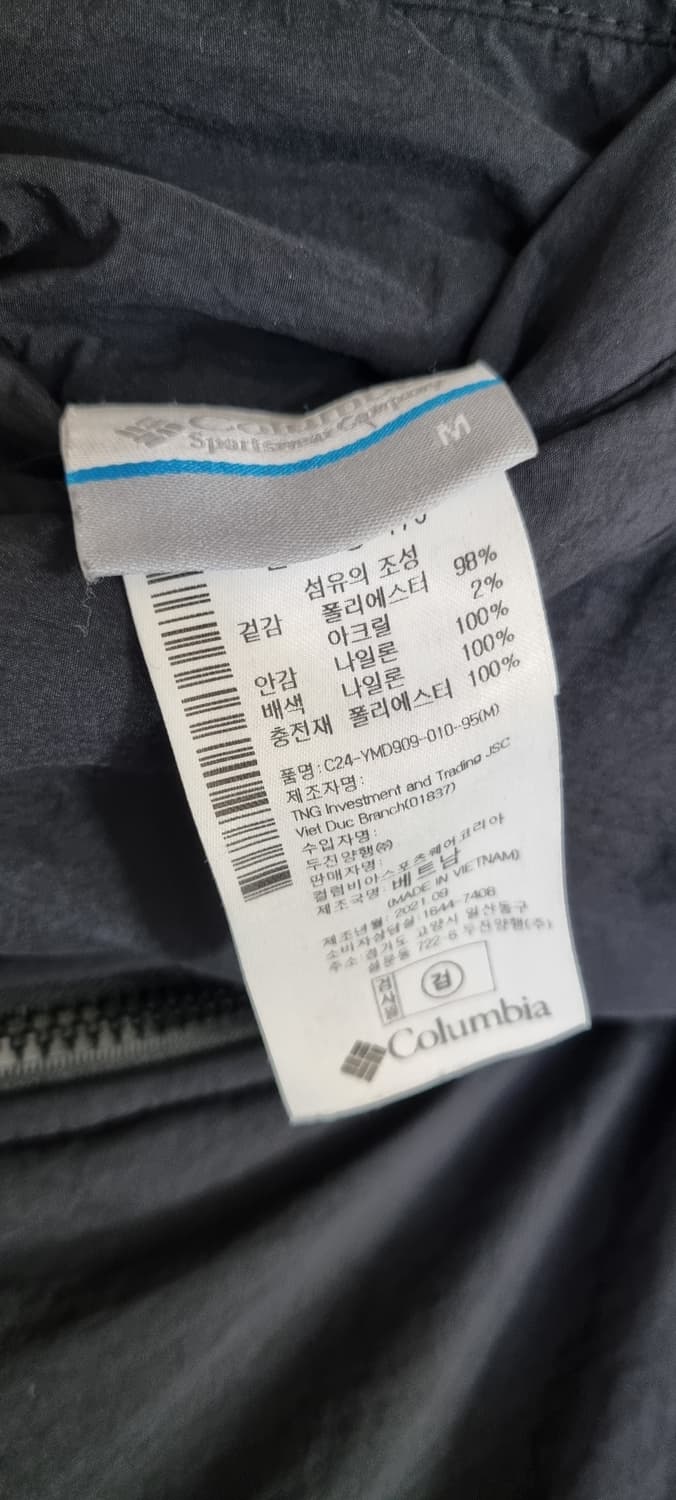 Columbia
Sportswear Company
M
섬유의 조성
겉감 폴리에스터 98%
아크릴 2%
안감 나일론 100%
배색 나일론 100%
충전재 폴리에스터 100%
품명:C24-YMD909-010-95(M)
제조자명:
TNG Investment and Trading JSC
Viet Duc Branch(01837)
수입자명:
두진양행㈜
판매자명:
컬럼비아스포츠웨어코리아
제조국명: 베트남
(MADE IN VIETNAM)
제조년월: 2021.09
소비자상담실 1644-7408
주소:경기도 고양시 일산동구
설문동 722-6 두진양행(주)
검사필 검
Columbia